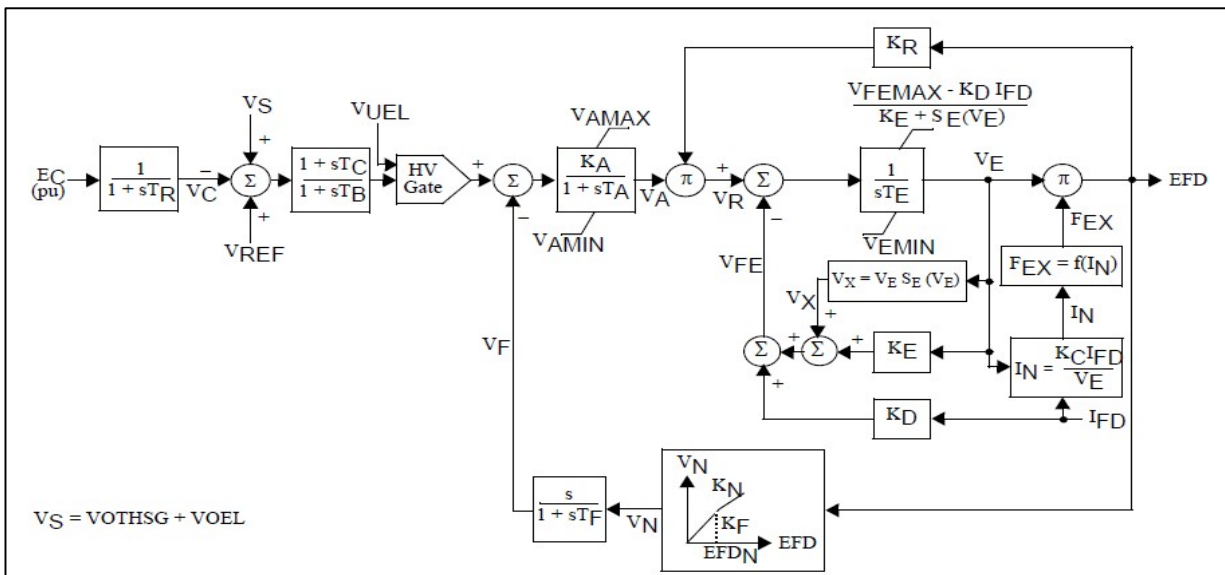 KR
VFEMAX - KD IFD
KE + SE(VE)
VS
VUEL
VAMAX
VE
EC
(pu)
1
1 + sTR
−
VC
+
Σ
+
VREF
1 + sTC
1 + sTB
HV
Gate
+
Σ
−
KA
1 + sTA
VAMIN
VA
π
+
VR
Σ
−
1
sTE
VEMIN
π
EFD
FEX
VFE
VX = VE SE (VE)
FEX = f(IN)
VX
+
IN
VF
Σ
+
Σ
+
KE
IN = KCIFD
VE
+
KD
IFD
VN
KN
KF
EFDN
EFD
s
1 + sTF
VN
VS = VOTHSG + VOEL